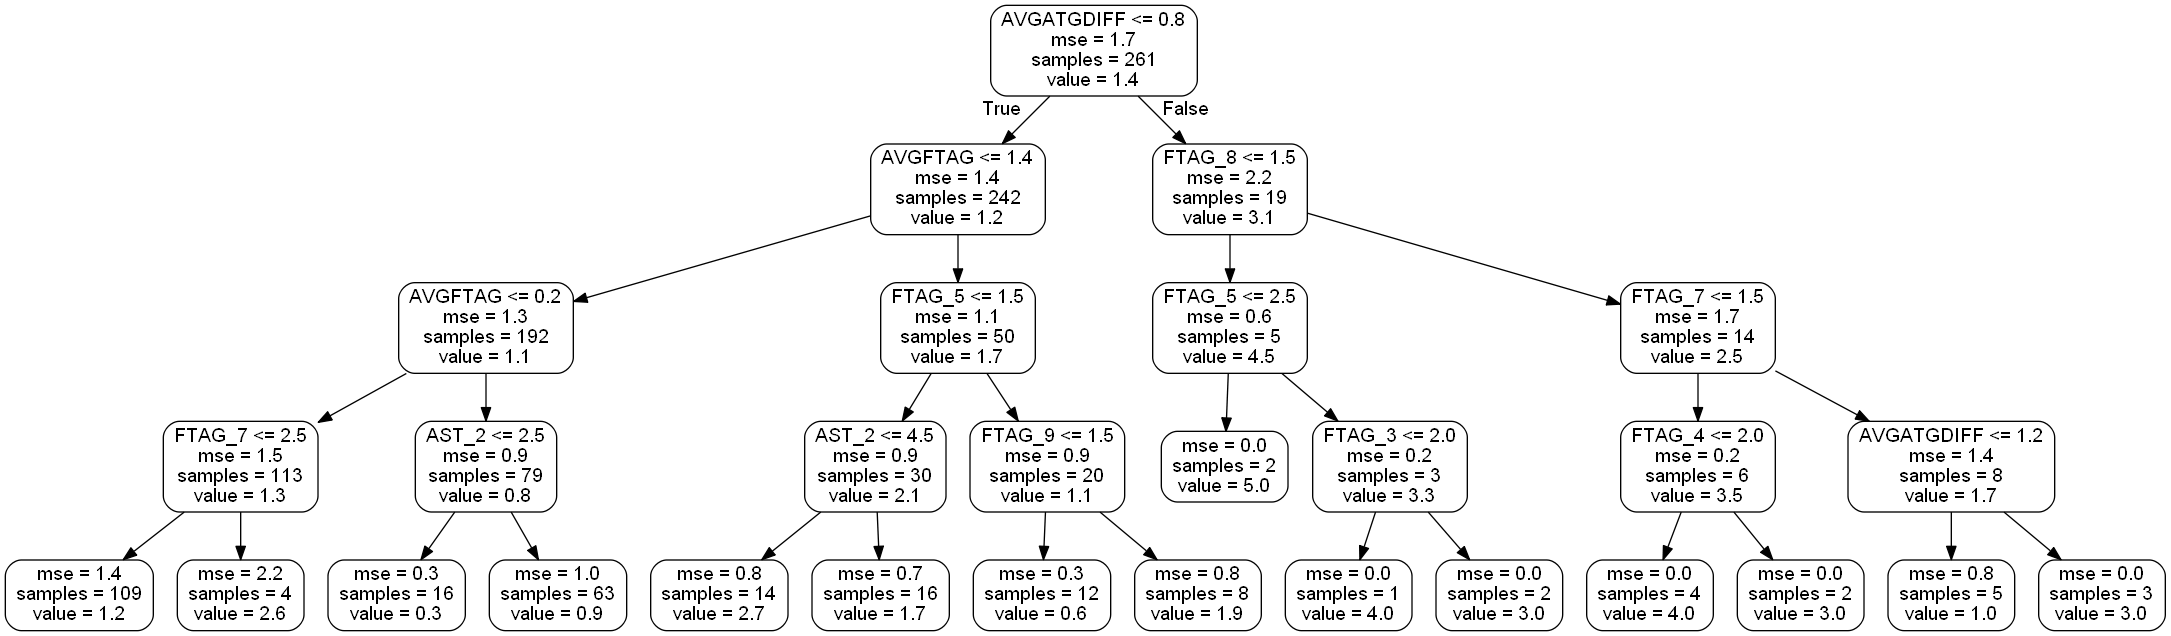 AVGATGDIFF <= 0.8
mse = 1.7
samples = 261
value = 1.4
True
False
AVGFTAG <= 1.4
mse = 1.4
samples = 242
value = 1.2
FTAG_8 <= 1.5
mse = 2.2
samples = 19
value = 3.1
AVGFTAG <= 0.2
mse = 1.3
samples = 192
value = 1.1
FTAG_5 <= 1.5
mse = 1.1
samples = 50
value = 1.7
FTAG_5 <= 2.5
mse = 0.6
samples = 5
value = 4.5
FTAG_7 <= 1.5
mse = 1.7
samples = 14
value = 2.5
FTAG_7 <= 2.5
mse = 1.5
samples = 113
value = 1.3
AST_2 <= 2.5
mse = 0.9
samples = 79
value = 0.8
AST_2 <= 4.5
mse = 0.9
samples = 30
value = 2.1
FTAG_9 <= 1.5
mse = 0.9
samples = 20
value = 1.1
mse = 0.0
samples = 2
value = 5.0
FTAG_3 <= 2.0
mse = 0.2
samples = 3
value = 3.3
FTAG_4 <= 2.0
mse = 0.2
samples = 6
value = 3.5
AVGATGDIFF <= 1.2
mse = 1.4
samples = 8
value = 1.7
mse = 1.4
samples = 109
value = 1.2
mse = 2.2
samples = 4
value = 2.6
mse = 0.3
samples = 16
value = 0.3
mse = 1.0
samples = 63
value = 0.9
mse = 0.8
samples = 14
value = 2.7
mse = 0.7
samples = 16
value = 1.7
mse = 0.3
samples = 12
value = 0.6
mse = 0.8
samples = 8
value = 1.9
mse = 0.0
samples = 1
value = 4.0
mse = 0.0
samples = 2
value = 3.0
mse = 0.0
samples = 4
value = 4.0
mse = 0.0
samples = 2
value = 3.0
mse = 0.8
samples = 5
value = 1.0
mse = 0.0
samples = 3
value = 3.0